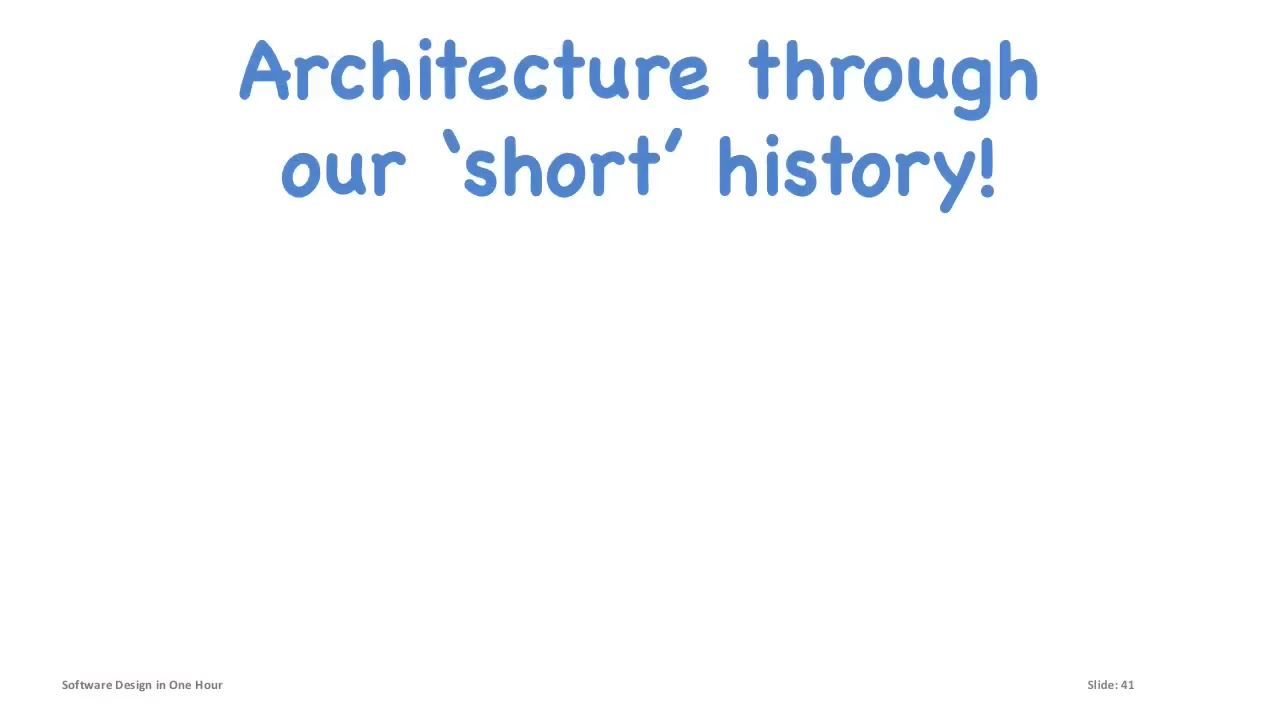 Architecture through
our ‘short’ history!
Software Design in One Hour
Slide: 41